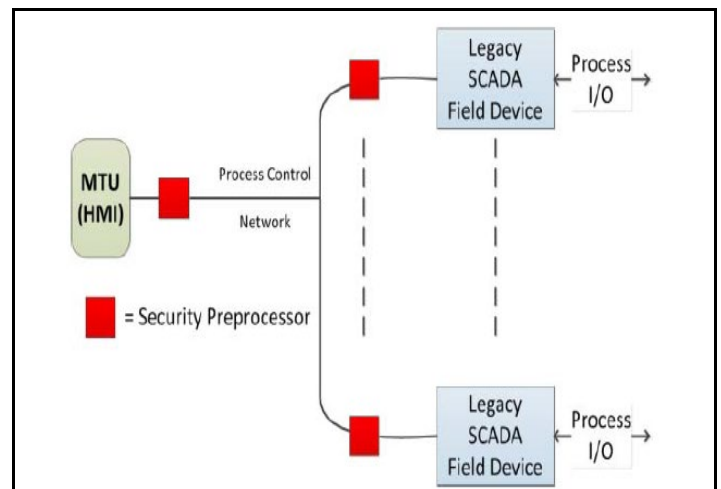 Legacy
SCADA
Field Device
Process
I/O
MTU
(HMI)
Process Control
Network
= Security Preprocessor
Legacy
SCADA
Field Device
Process
I/O